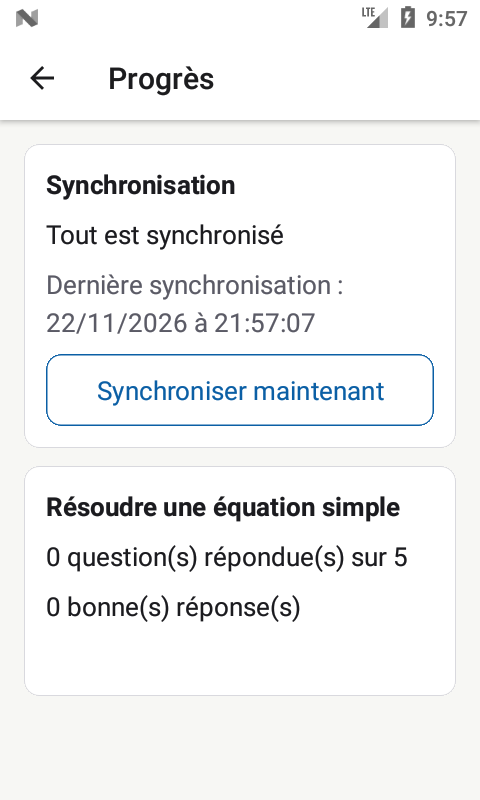 LTE 9:57
Progrès
Synchronisation
Tout est synchronisé
Dernière synchronisation :
22/11/2026 à 21:57:07
Synchroniser maintenant
Résoudre une équation simple
0 question(s) répondue(s) sur 5
0 bonne(s) réponse(s)